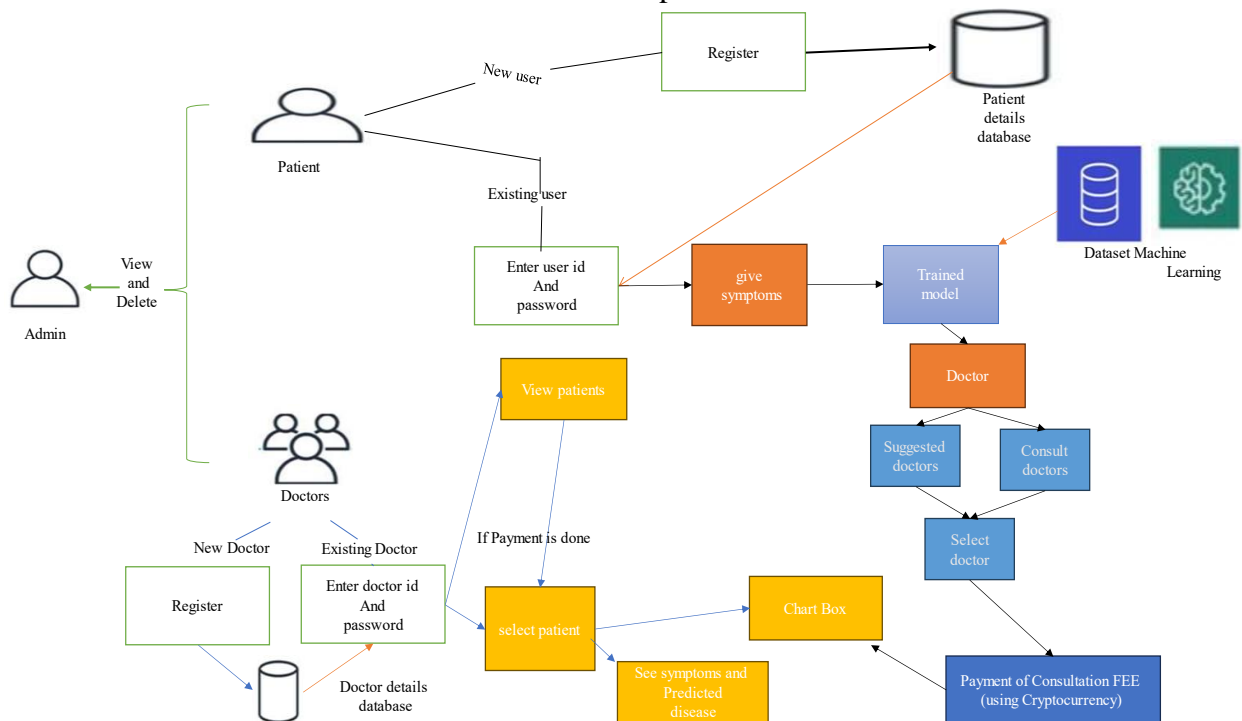 Register
New user
Patient
details
database
Patient
Existing user
View
and
Delete
Admin
Enter user id
And
password
give
symptoms
Trained
model
Dataset Machine
Learning
Doctor
View patients
Suggested
doctors
Consult
doctors
Doctors
New Doctor
Existing Doctor
If Payment is done
Select
doctor
Register
Enter doctor id
And
password
select patient
Chart Box
Doctor details
database
See symptoms and
Predicted
disease
Payment of Consultation FEE
(using Cryptocurrency)